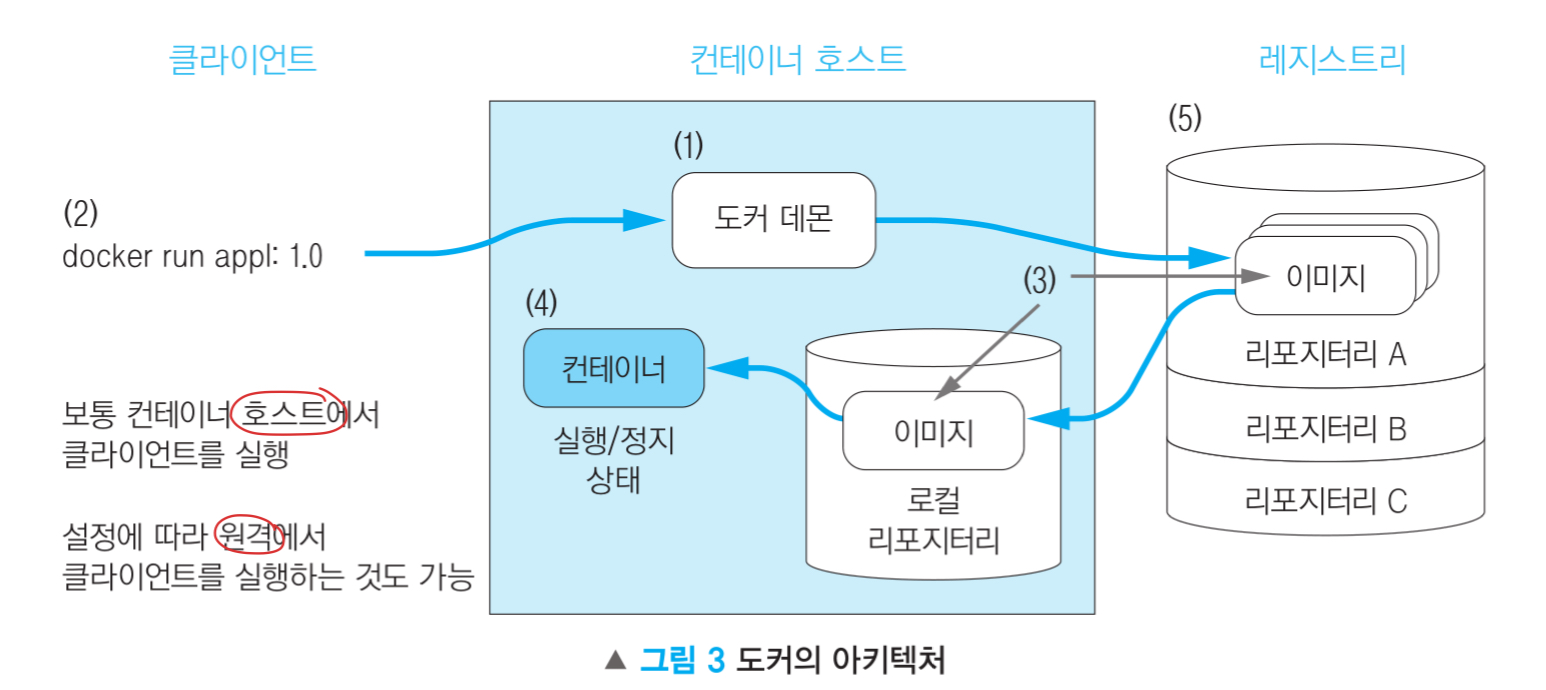 클라이언트
컨테이너 호스트
레지스트리
(1)
도커 데몬
(2)
docker run appl: 1.0
(3)
(4)
컨테이너
실행/정지
상태
이미지
로컬
리포지터리
(5)
이미지
리포지터리 A
리포지터리 B
리포지터리 C
보통 컨테이너 호스트에서
클라이언트를 실행
설정에 따라 원격에서
클라이언트를 실행하는 것도 가능
▲ 그림 3 도커의 아키텍처